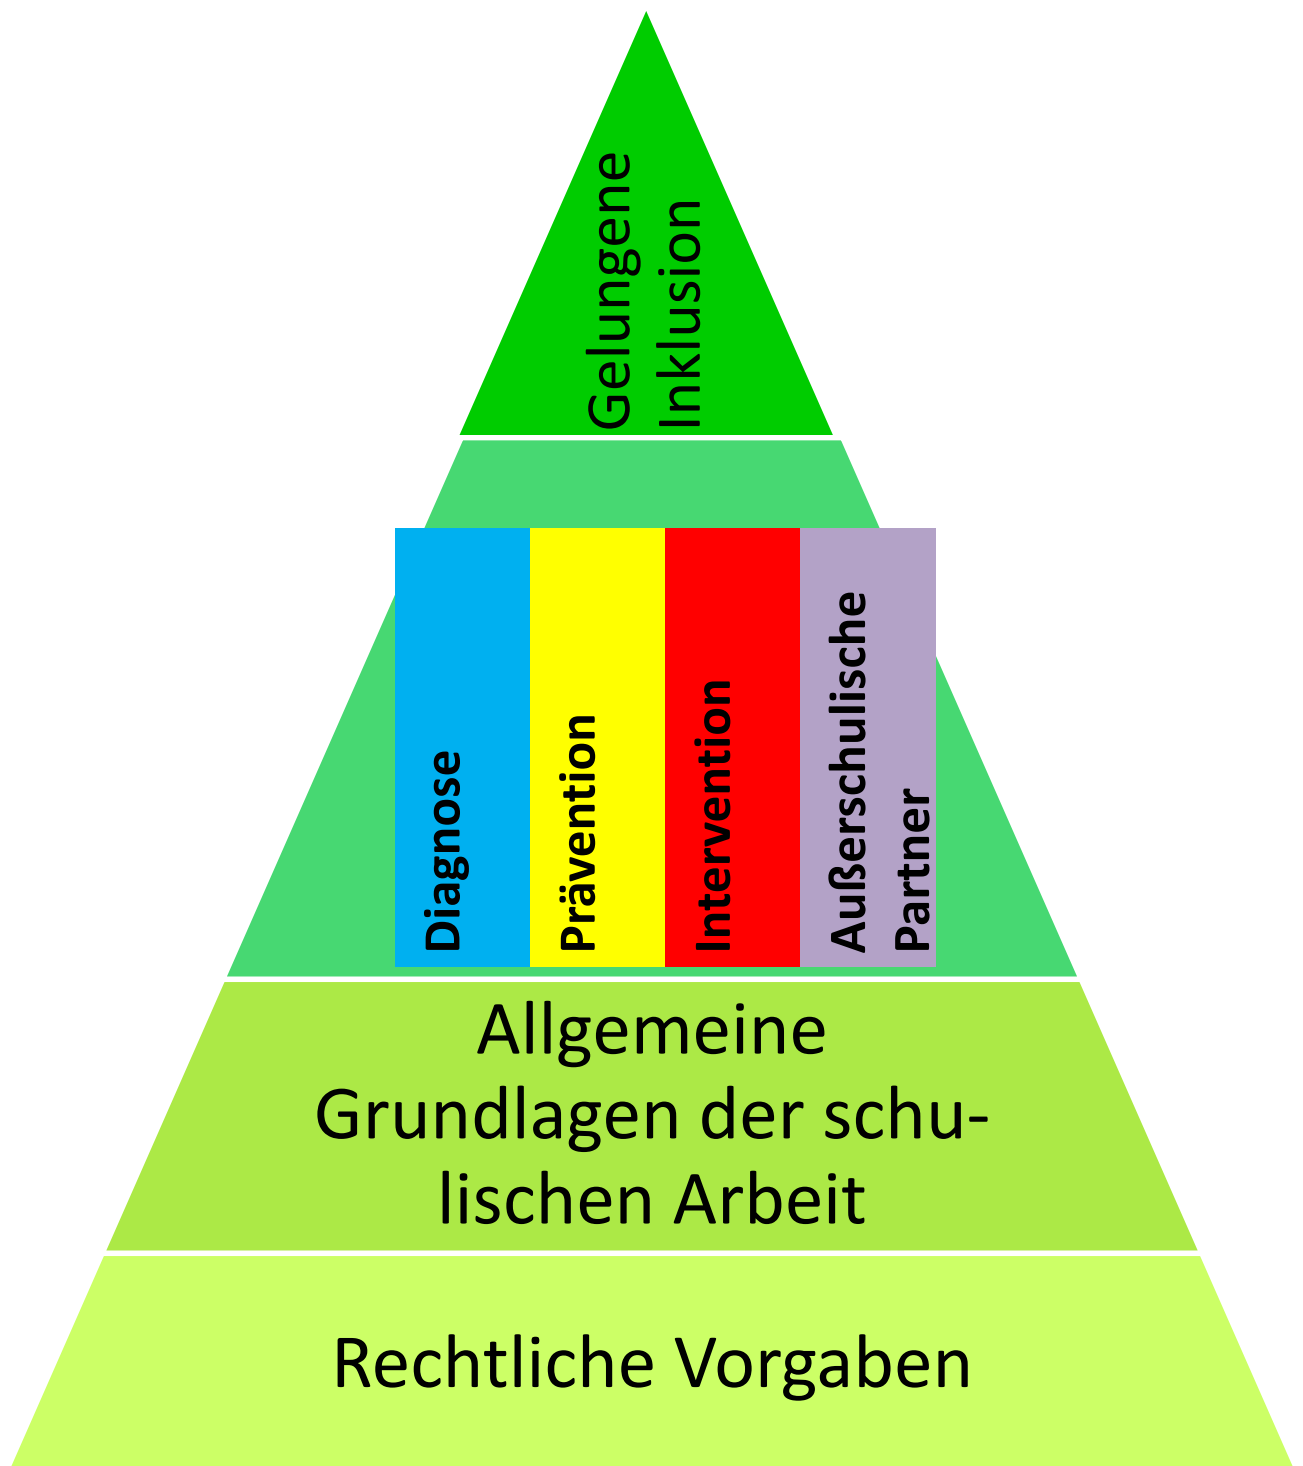 Gelungene
Inklusion
Diagnose
Prävention
Intervention
Außerschulische
Partner
Allgemeine
Grundlagen der schu-
lischen Arbeit
Rechtliche Vorgaben